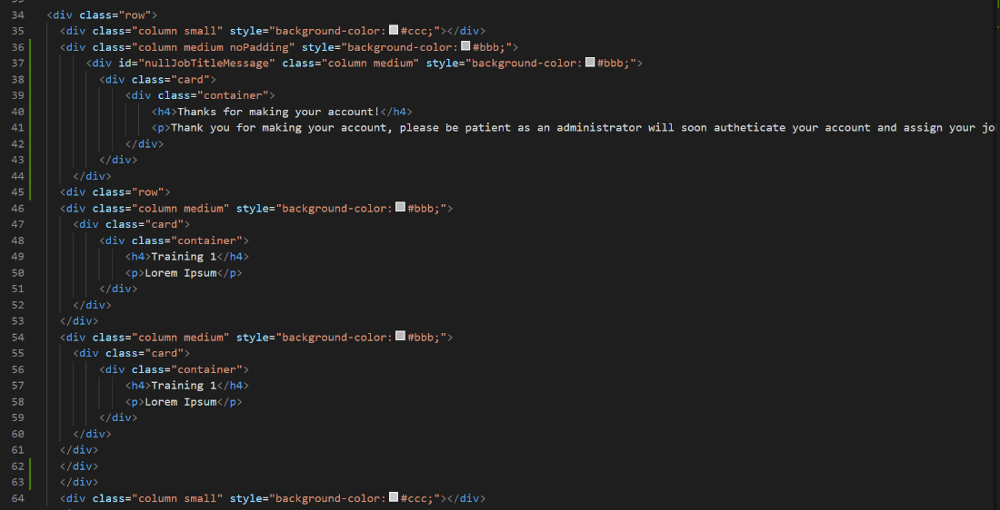 34 <div class="row">
35 <div class="column small" style="background-color:#ccc;"></div>
36 <div class="column medium noPadding" style="background-color:#bbb;">
37 <div id="nullJobTitleMessage" class="column medium" style="background-color:#bbb;">
38 <div class="card">
39 <div class="container">
40 <h4>Thanks for making your account!</h4>
41 <p>Thank you for making your account, please be patient as an administrator will soon autheticate your account and assign your
42 </div>
43 </div>
44 </div>
45 <div class="row">
46 <div class="column medium" style="background-color:#bbb;">
47 <div class="card">
48 <div class="container">
49 <h4>Training 1</h4>
50 <p>Lorem Ipsum</p>
51 </div>
52 </div>
53 </div>
54 <div class="column medium" style="background-color:#bbb;">
55 <div class="card">
56 <div class="container">
57 <h4>Training 1</h4>
58 <p>Lorem Ipsum</p>
59 </div>
60 </div>
61 </div>
62 </div>
63 </div>
64 <div class="column small" style="background-color:#ccc;"></div>